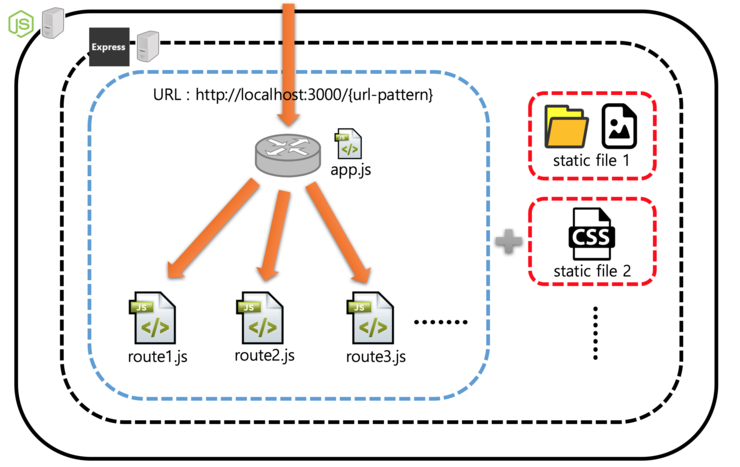 JS
Express
URL : http://localhost:3000/{url-pattern}
JS
</>
app.js
static file 1
CSS
static file 2
JS
</>
route1.js
JS
</>
route2.js
JS
</>
route3.js